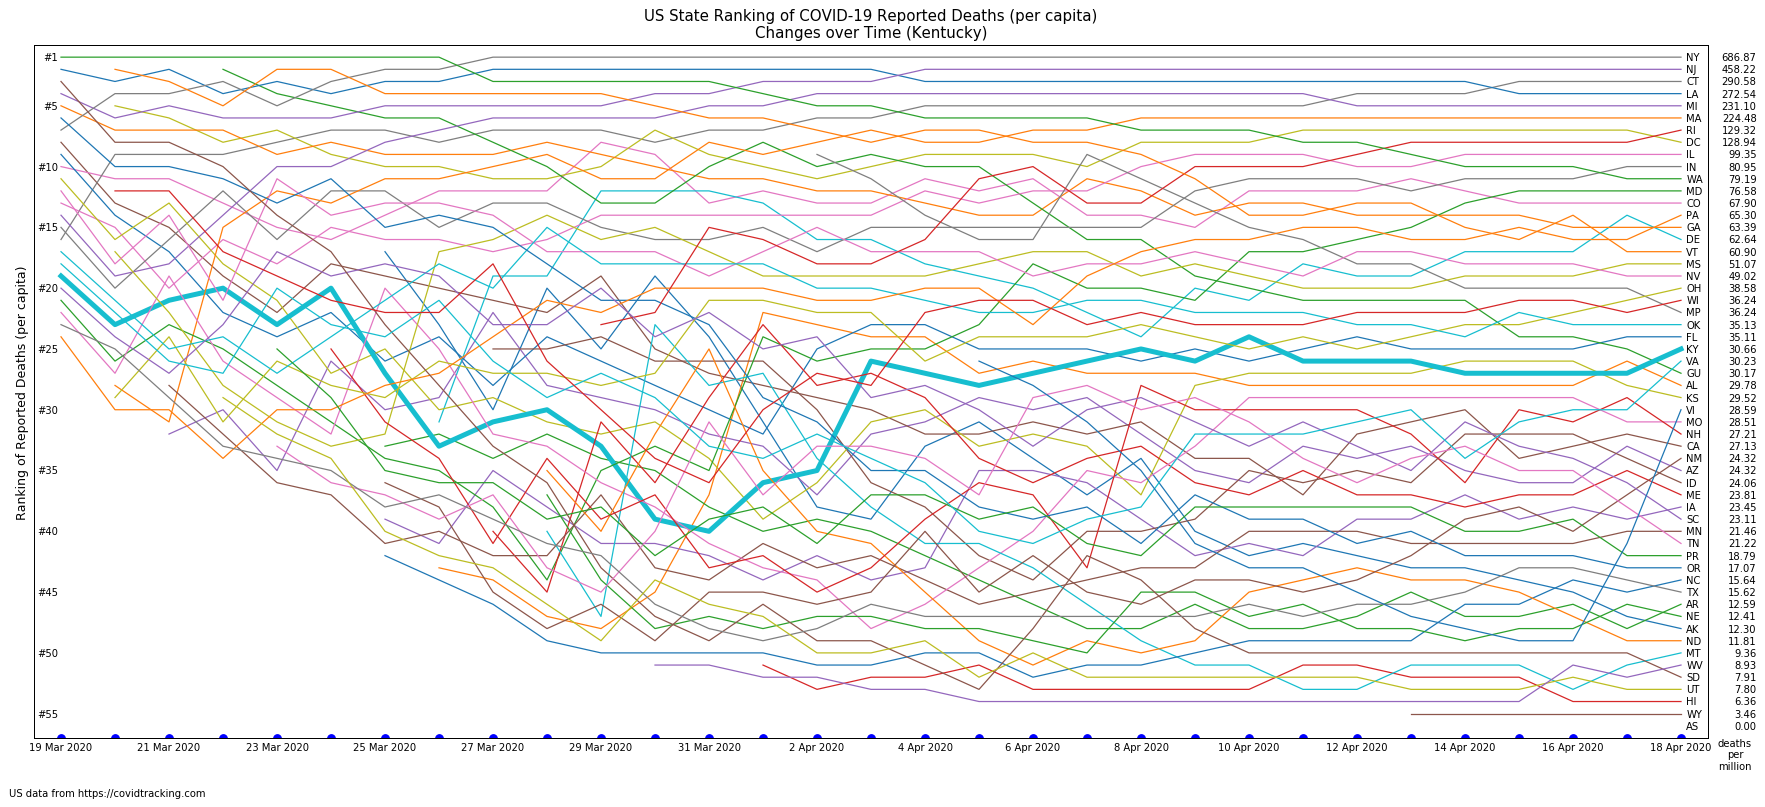 US State Ranking of COVID-19 Reported Deaths (per capita)
Changes over Time (Kentucky)
Ranking of Reported Deaths (per capita)
#1
#5
#10
#15
#20
#25
#30
#35
#40
#45
#50
#55
NY 686.87
NJ 458.22
CT 290.58
LA 272.54
MI 231.10
MA 224.48
RI 129.32
DC 128.94
IL 99.35
IN 80.95
WA 79.19
MD 76.58
CO 67.90
PA 65.30
GA 63.39
DE 62.64
VT 60.90
MS 51.07
NV 49.02
OH 38.58
WI 36.24
MP 36.24
OK 35.13
FL 35.11
KY 30.66
VA 30.23
GU 30.17
AL 29.78
KS 29.52
VI 28.59
MO 28.51
NH 27.21
CA 27.13
NM 24.32
AZ 24.32
ID 24.06
ME 23.81
IA 23.45
SC 23.11
MN 21.46
TN 21.22
PR 18.79
OR 17.07
NC 15.64
TX 15.62
AR 12.59
NE 12.41
AK 12.30
ND 11.81
MT 9.36
WV 8.93
SD 7.91
UT 7.80
HI 6.36
WY 3.46
AS 0.00
19 Mar 2020 21 Mar 2020 23 Mar 2020 25 Mar 2020 27 Mar 2020 29 Mar 2020 31 Mar 2020 2 Apr 2020 4 Apr 2020 6 Apr 2020 8 Apr 2020 10 Apr 2020 12 Apr 2020 14 Apr 2020 16 Apr 2020 18 Apr 2020
deaths
per
million
US data from https://covidtracking.com